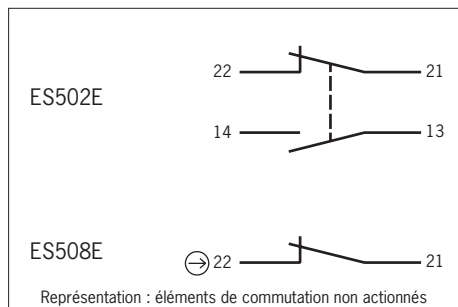 22 21
ES502E
14 13
ES508E
22 21
Représentation : éléments de commutation non actionnés